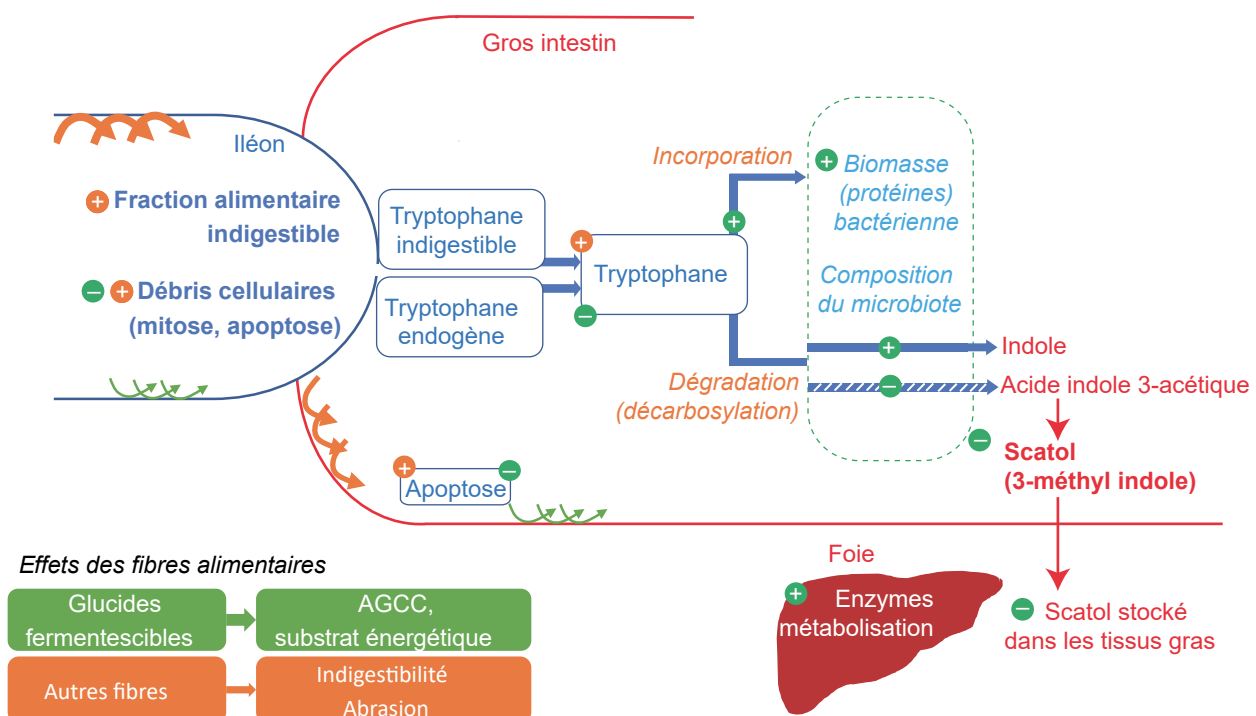 Gros intestin
Iléon
+ Fraction alimentaire
indigestible
− + Débris cellulaires
(mitose, apoptose)
Tryptophane
indigestible
Tryptophane
endogène
+
Tryptophane
−
Incorporation
+
+ Biomasse
(protéines)
bactérienne
Composition
du microbiote
Dégradation
(décarbosylation)
+
Indole
−
Acide indole 3-acétique
−
Scatol
(3-méthyl indole)
+ −
Apoptose
Foie
+ Enzymes
métabolisation
− Scatol stocké
dans les tissus gras
Effets des fibres alimentaires
Glucides
fermentescibles
AGCC,
substrat énergétique
Autres fibres
Indigestibilité
Abrasion